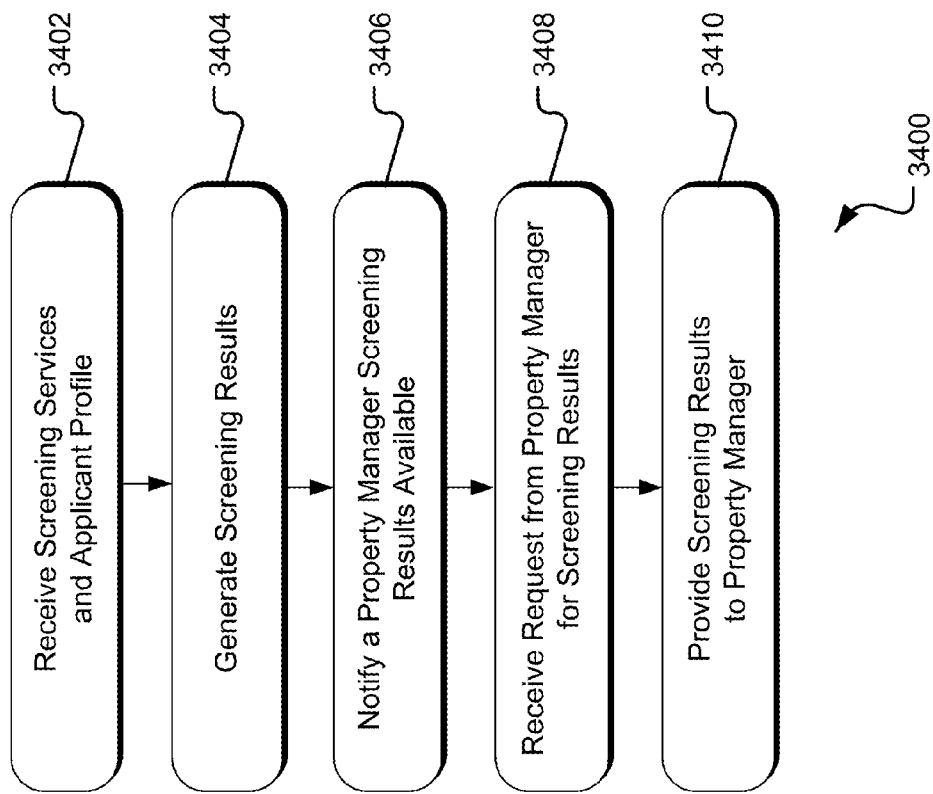 Receive Screening Services
and Applicant Profile
3402
Generate Screening Results
3404
Notify a Property Manager Screening
Results Available
3406
Receive Request from Property Manager
for Screening Results
3408
Provide Screening Results
to Property Manager
3410
3400